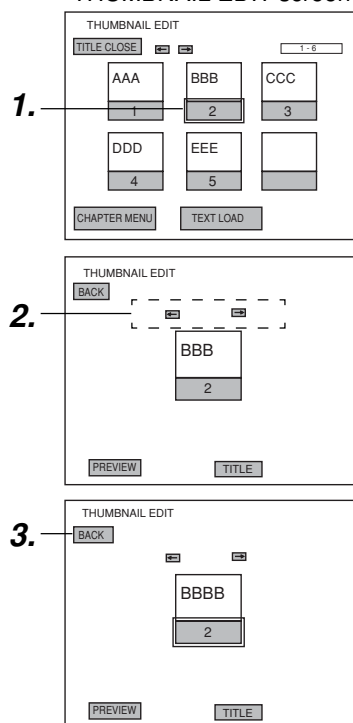 THUMBNAIL EDIT screen
THUMBNAIL EDIT
TITLE CLOSE ← → 1 - 6
AAA BBB CCC
1.
1 2 3
DDD EEE
4 5
CHAPTER MENU TEXT LOAD
THUMBNAIL EDIT
BACK
2.
← →
BBB
2
PREVIEW TITLE
THUMBNAIL EDIT
3.
BACK
← →
BBBB
2
PREVIEW TITLE